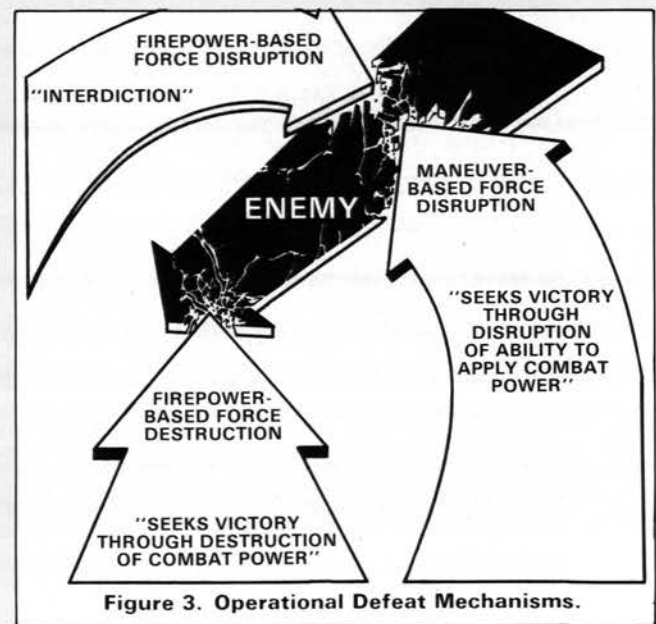 FIREPOWER-BASED
FORCE DISRUPTION
"INTERDICTION"
ENEMY
MANEUVER-
BASED FORCE
DISRUPTION
"SEEKS VICTORY
THROUGH
DISRUPTION
OF ABILITY TO
APPLY COMBAT
POWER"
FIREPOWER-
BASED FORCE
DESTRUCTION
"SEEKS VICTORY
THROUGH DESTRUCTION
OF COMBAT POWER"
Figure 3. Operational Defeat Mechanisms.